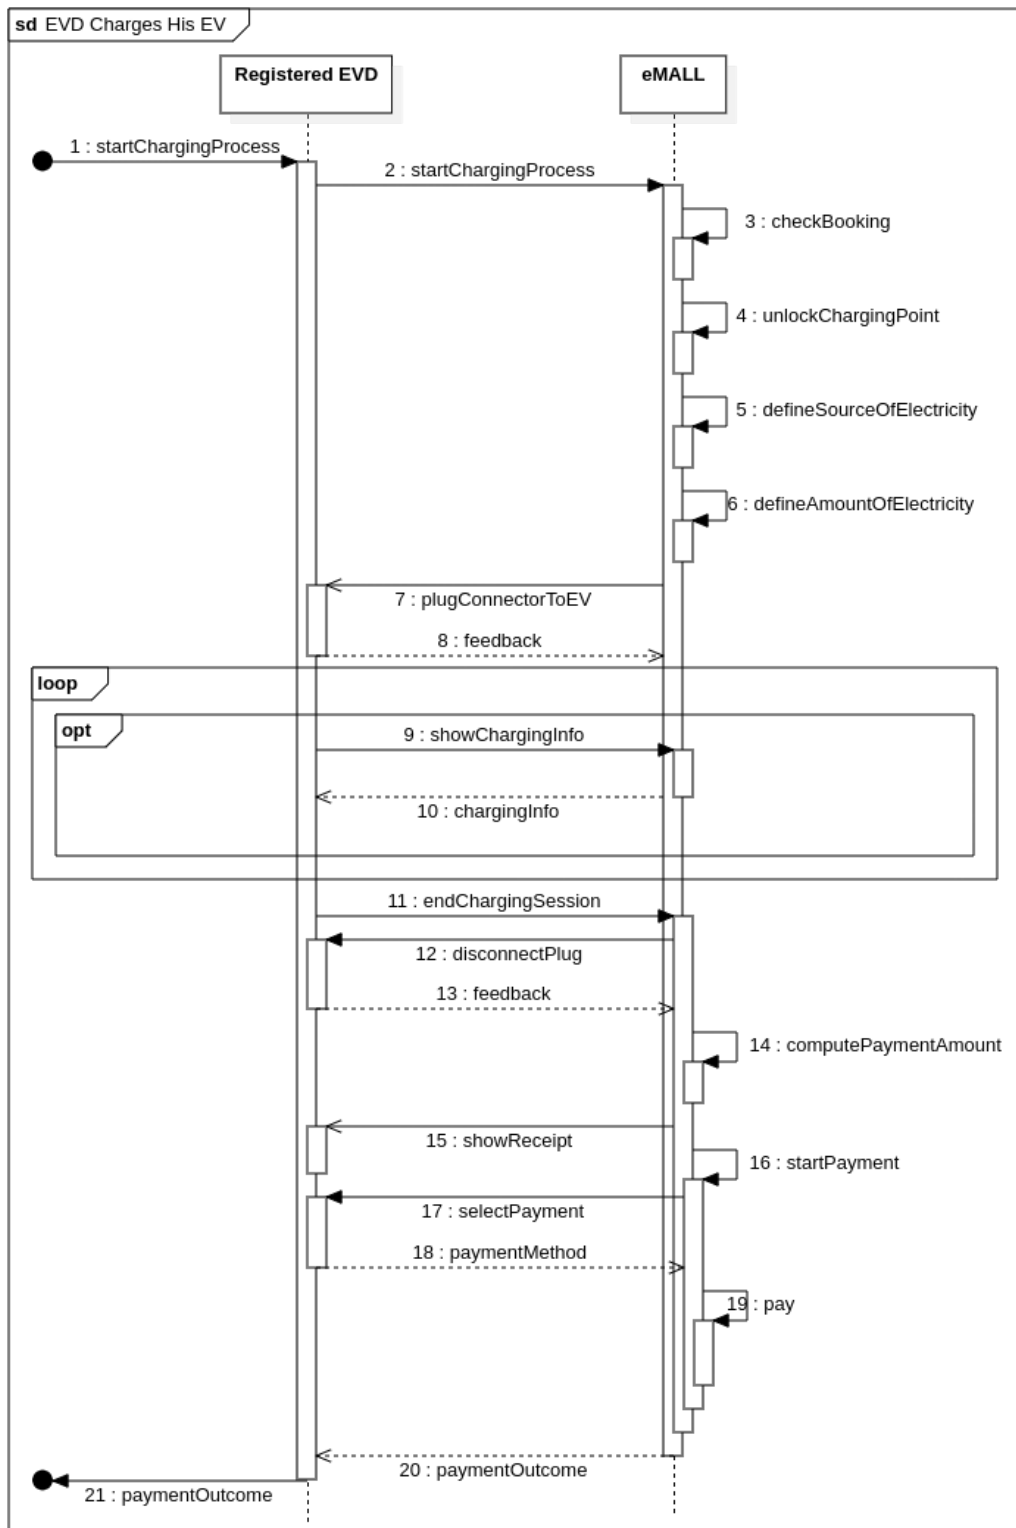 sd EVD Charges His EV
Registered EVD
eMALL
1 : startChargingProcess
2 : startChargingProcess
3 : checkBooking
4 : unlockChargingPoint
5 : defineSourceOfElectricity
6 : defineAmountOfElectricity
7 : plugConnectorToEV
8 : feedback
loop
opt
9 : showChargingInfo
10 : chargingInfo
11 : endChargingSession
12 : disconnectPlug
13 : feedback
14 : computePaymentAmount
15 : showReceipt
16 : startPayment
17 : selectPayment
18 : paymentMethod
19 : pay
20 : paymentOutcome
21 : paymentOutcome